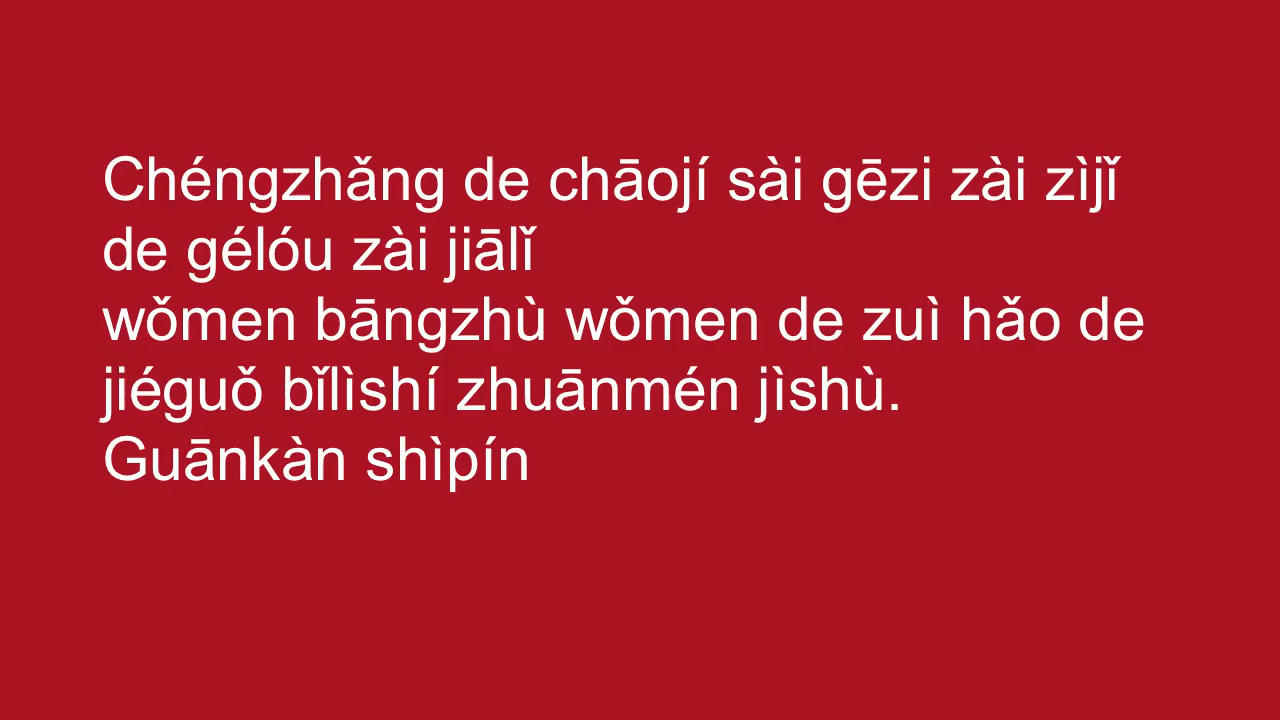 Chéngzhǎng de chāojí sài gēzi zài zìjǐ
de gélóu zài jiālǐ
wǒmen bāngzhù wǒmen de zuì hǎo de
jiéguǒ bǐlìshí zhuānmén jìshù.
Guānkàn shìpín